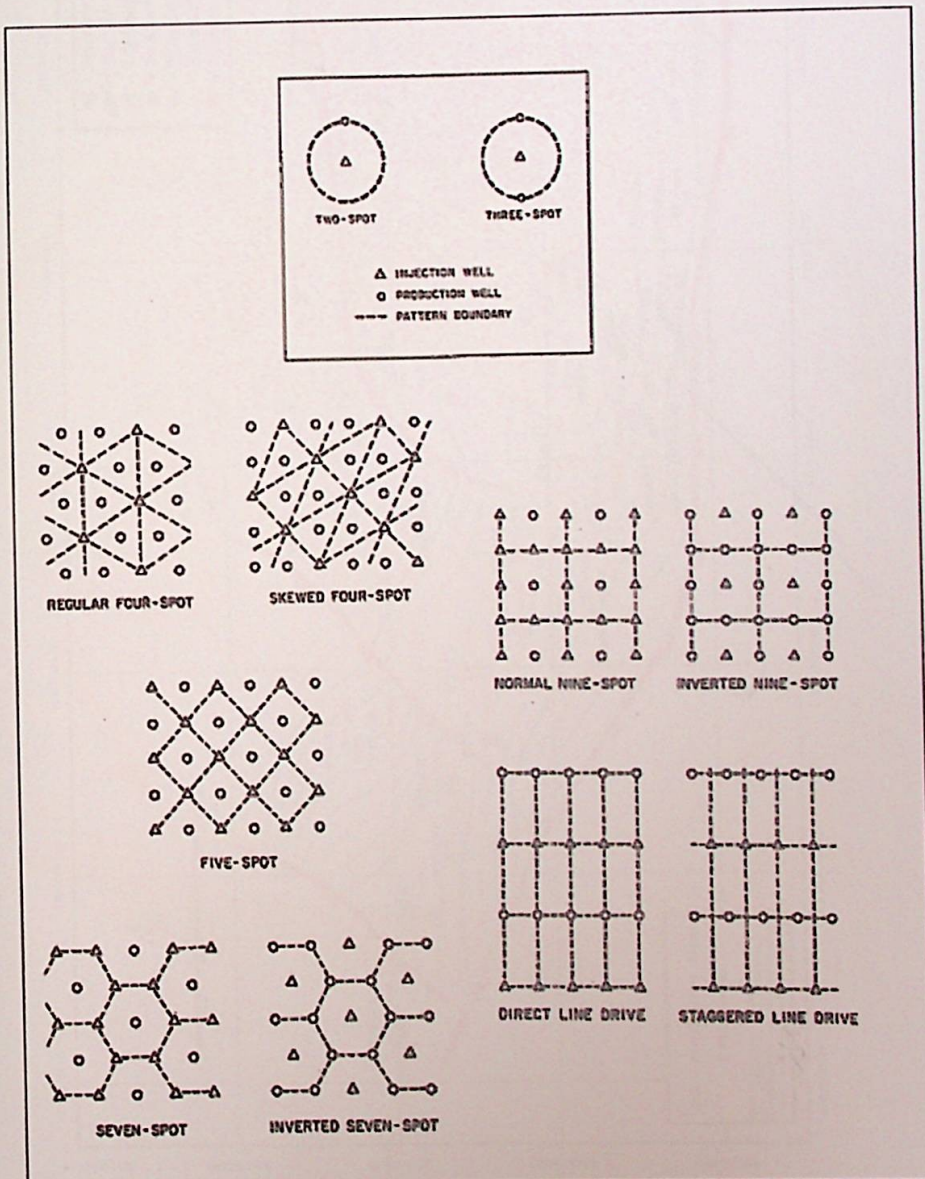 TWO-SPOT
THREE-SPOT
INJECTION WELL
PRODUCTION WELL
PATTERN BOUNDARY
REGULAR FOUR-SPOT
SKEWED FOUR-SPOT
NORMAL NINE-SPOT
INVERTED NINE-SPOT
FIVE-SPOT
DIRECT LINE DRIVE
STAGGERED LINE DRIVE
SEVEN-SPOT
INVERTED SEVEN-SPOT